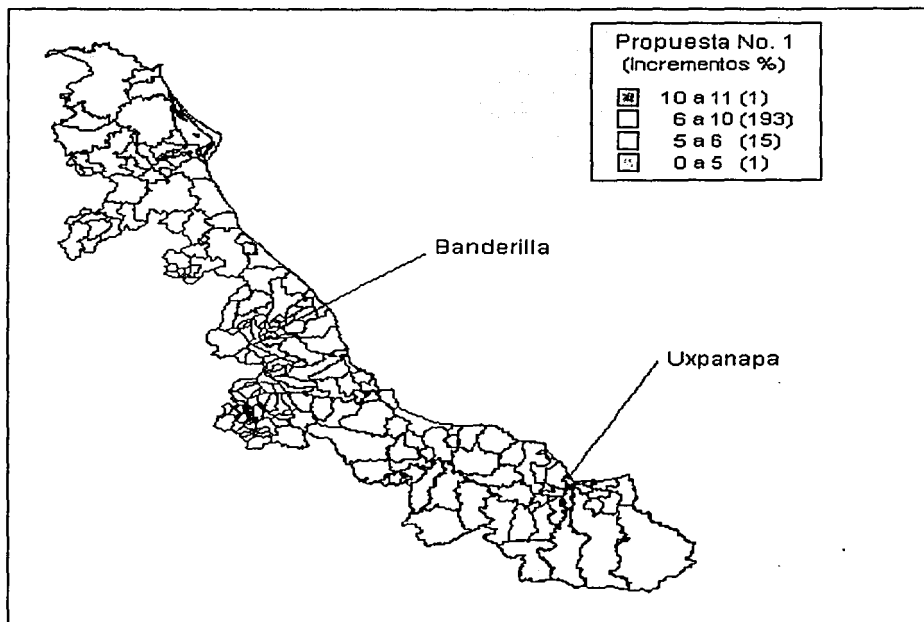 Propuesta No. 1
(Incrementos %)
10 a 11 (1)
6 a 10 (193)
5 a 6 (15)
0 a 5 (1)
Banderilla
Uxpanapa